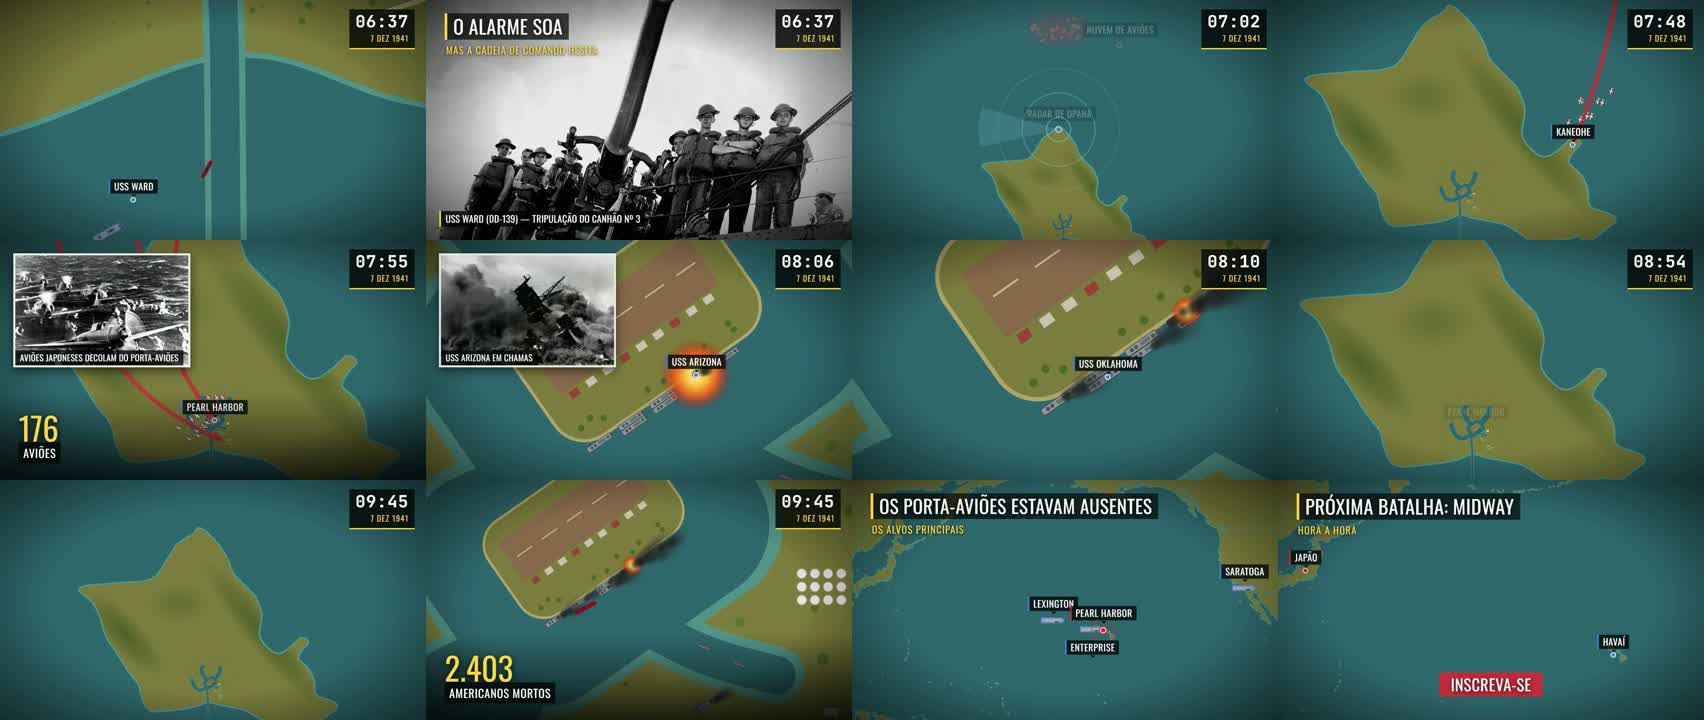 06:37
7 DEZ 1941
USS WARD
O ALARME SOA
MAS A CADEIA DE COMANDO HESITA
06:37
7 DEZ 1941
USS WARD (DD-139) — TRIPULAÇÃO DO CANHÃO Nº 3
NUVEM DE AVIÕES
07:02
7 DEZ 1941
RADAR DE OPANA
07:48
7 DEZ 1941
KANEOHE
07:55
7 DEZ 1941
AVIÕES JAPONESES DECOLAM DO PORTA-AVIÕES
PEARL HARBOR
176
AVIÕES
08:06
7 DEZ 1941
USS ARIZONA EM CHAMAS
USS ARIZONA
08:10
7 DEZ 1941
USS OKLAHOMA
08:54
7 DEZ 1941
PEARL HARBOR
09:45
7 DEZ 1941
09:45
7 DEZ 1941
2.403
AMERICANOS MORTOS
OS PORTA-AVIÕES ESTAVAM AUSENTES
OS ALVOS PRINCIPAIS
SARATOGA
LEXINGTON
PEARL HARBOR
ENTERPRISE
PRÓXIMA BATALHA: MIDWAY
HORA A HORA
JAPÃO
HAVAÍ
INSCREVA-SE